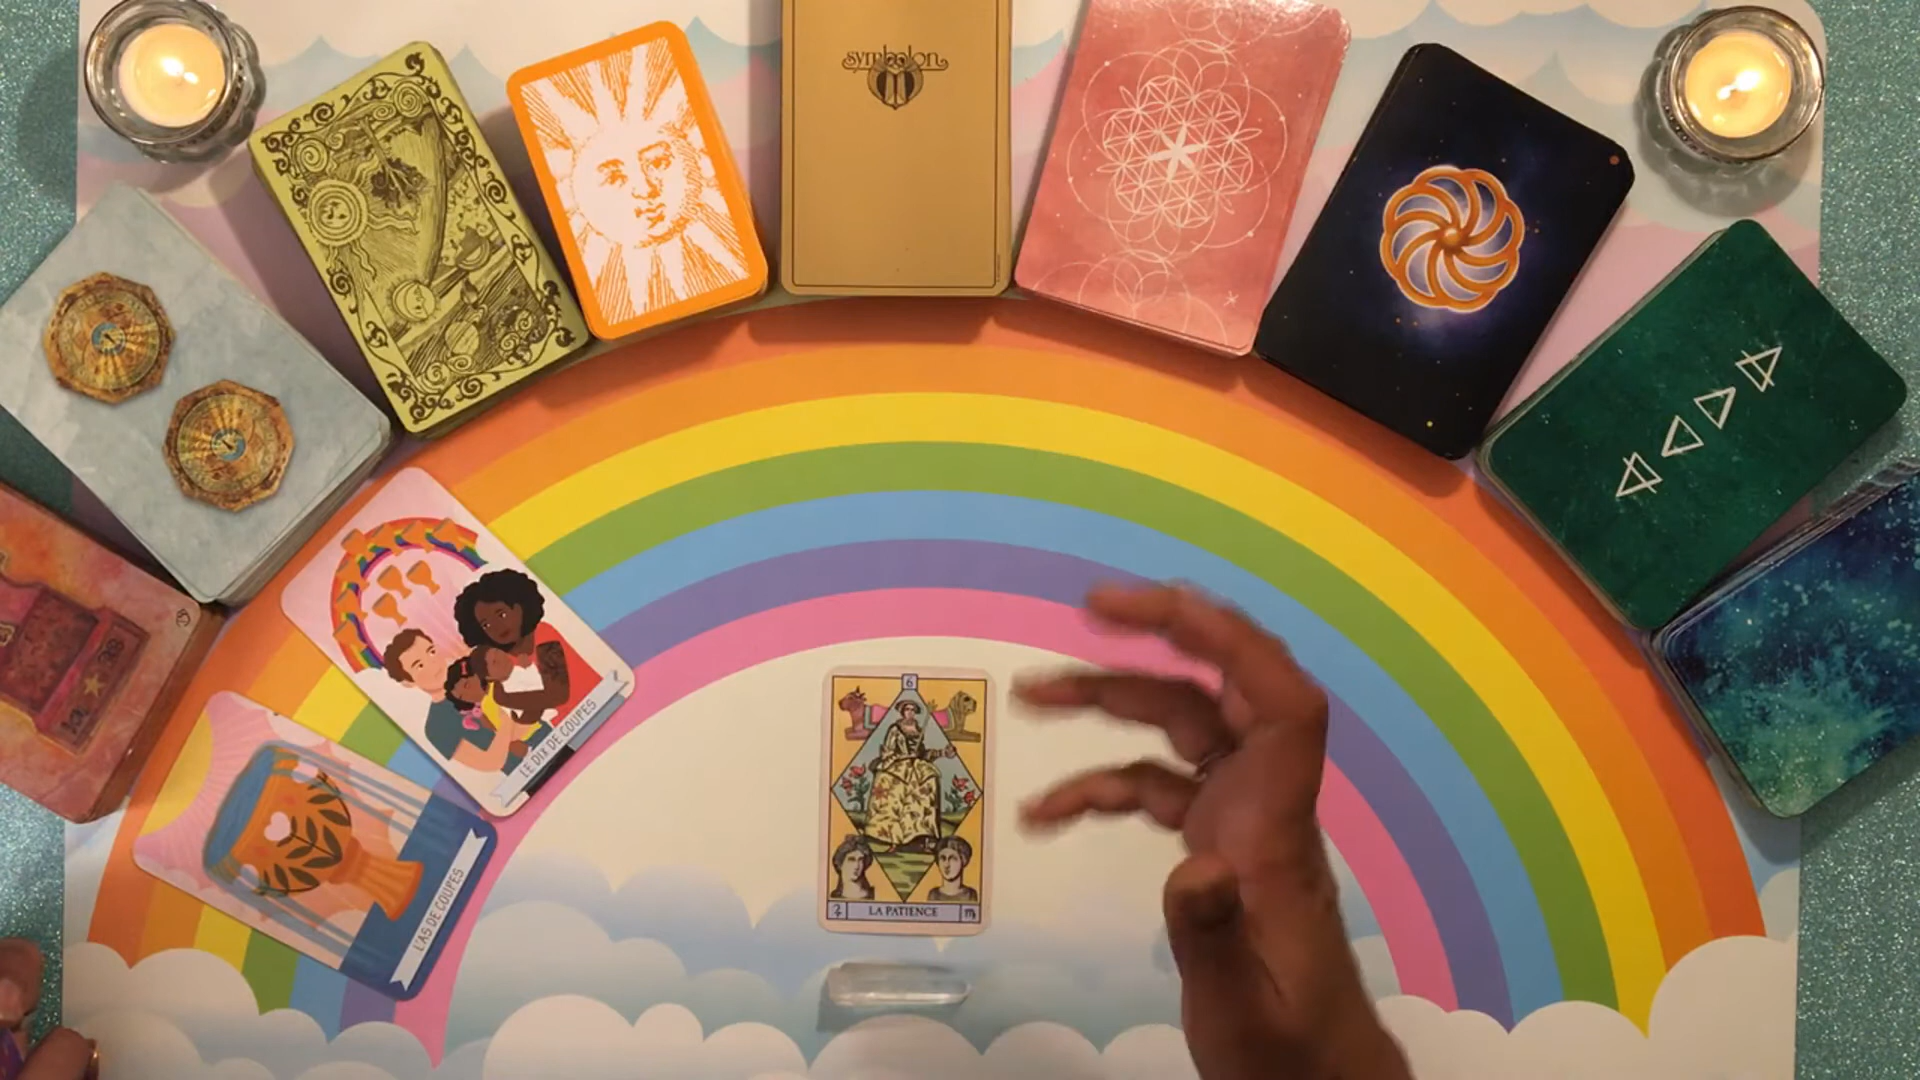 symbolon
LE DIX DE COUPES
L'AS DE COUPES
6
LA PATIENCE